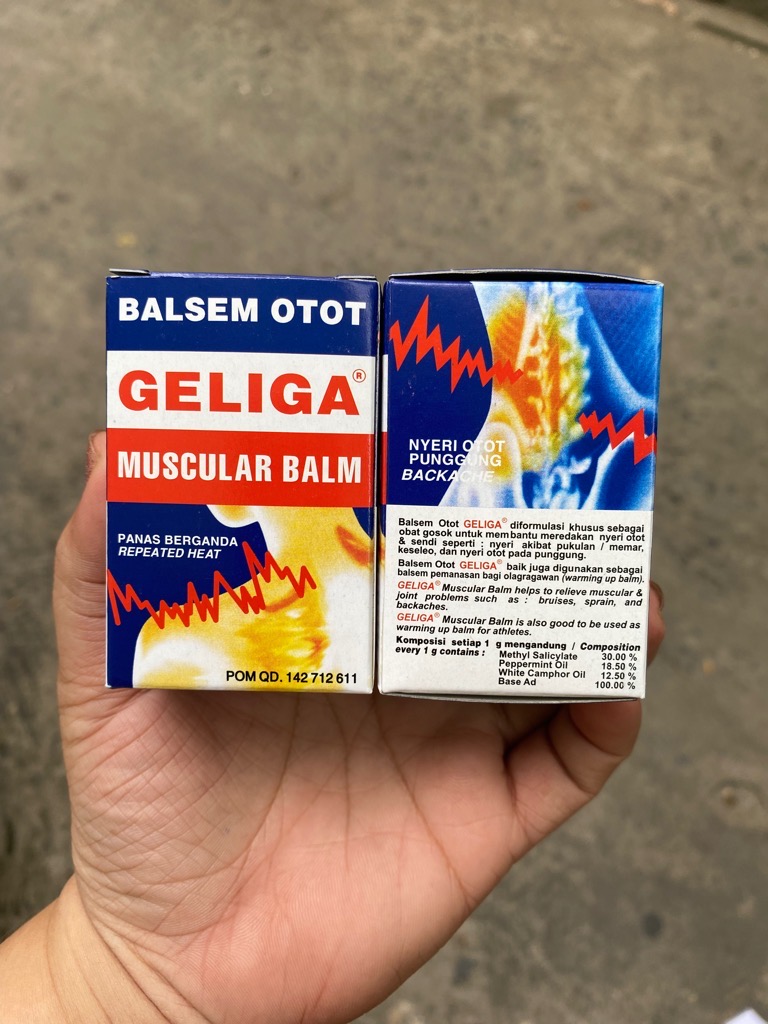 BALSEM OTOT
GELIGA®
MUSCULAR BALM
PANAS BERGANDA
REPEATED HEAT
POM QD. 142 712 611
NYERI OTOT
PUNGGUNG
BACKACHE
Balsem Otot GELIGA® diformulasi khusus sebagai
obat gosok untuk membantu meredakan nyeri otot
& sendi seperti : nyeri akibat pukulan / memar,
keseleo, dan nyeri otot pada punggung.
Balsem Otot GELIGA® baik juga digunakan sebagai
balsem pemanasan bagi olagragawan (warming up balm).
GELIGA® Muscular Balm helps to relieve muscular &
joint problems such as : bruises, sprain, and
backaches.
GELIGA® Muscular Balm is also good to be used as
warming up balm for athletes.
Komposisi setiap 1 g mengandung / Composition
every 1 g contains : Methyl Salicylate 30.00 %
Peppermint Oil 18.50 %
White Camphor Oil 12.50 %
Base Ad 100.00 %